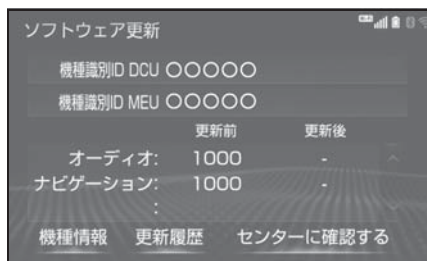 ソフトウェア更新
機種識別ID DCU 〇〇〇〇〇
機種識別ID MEU 〇〇〇〇〇
更新前 更新後
オーディオ: 1000 -
ナビゲーション: 1000 -
:
機種情報 更新履歴 センターに確認する